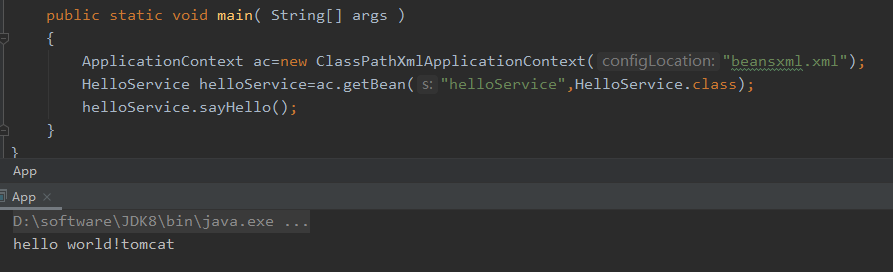 public static void main( String[] args )
{
ApplicationContext ac=new ClassPathXmlApplicationContext( configLocation: "beansxml.xml");
HelloService helloService=ac.getBean( s: "helloService",HelloService.class);
helloService.sayHello();
}
}
App
App ×
D:\software\JDK8\bin\java.exe ...
hello world!tomcat